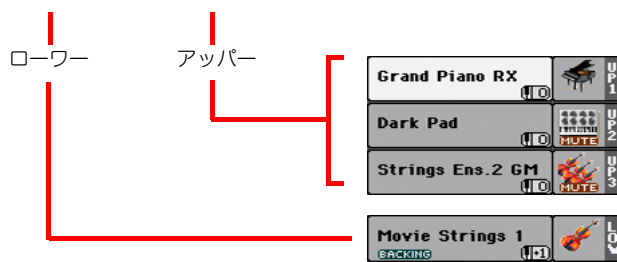 ローワー
アッパー
Grand Piano RX
0
UP1
Dark Pad
0
MUTE
UP2
Strings Ens.2 GM
0
MUTE
UP3
Movie Strings 1
BACKING
+1
LOW